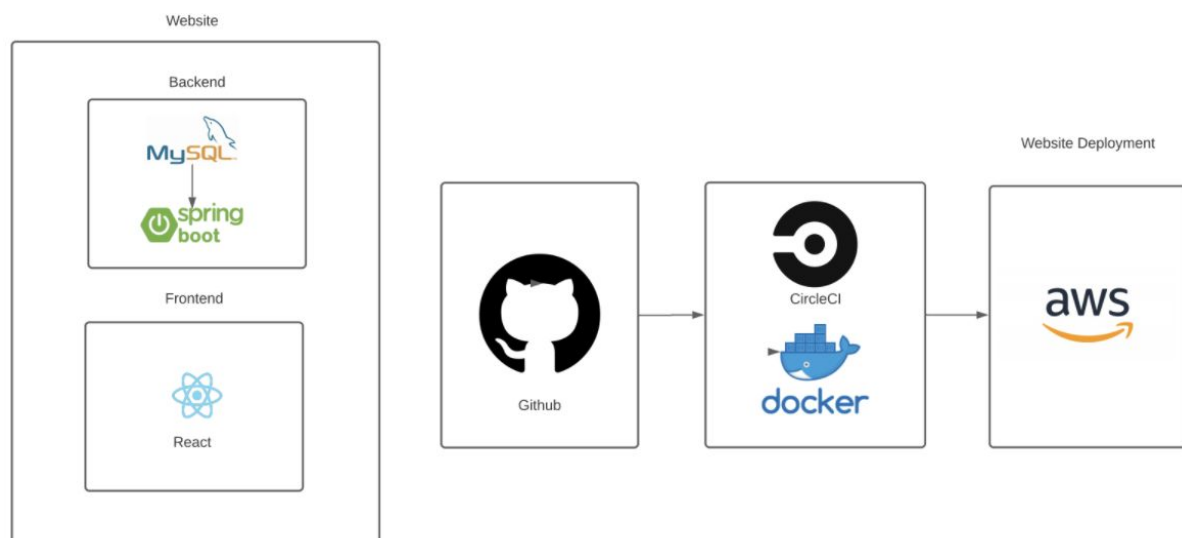 Website
Backend
MySQL
spring
boot
Frontend
React
Github
CircleCI
docker
Website Deployment
aws